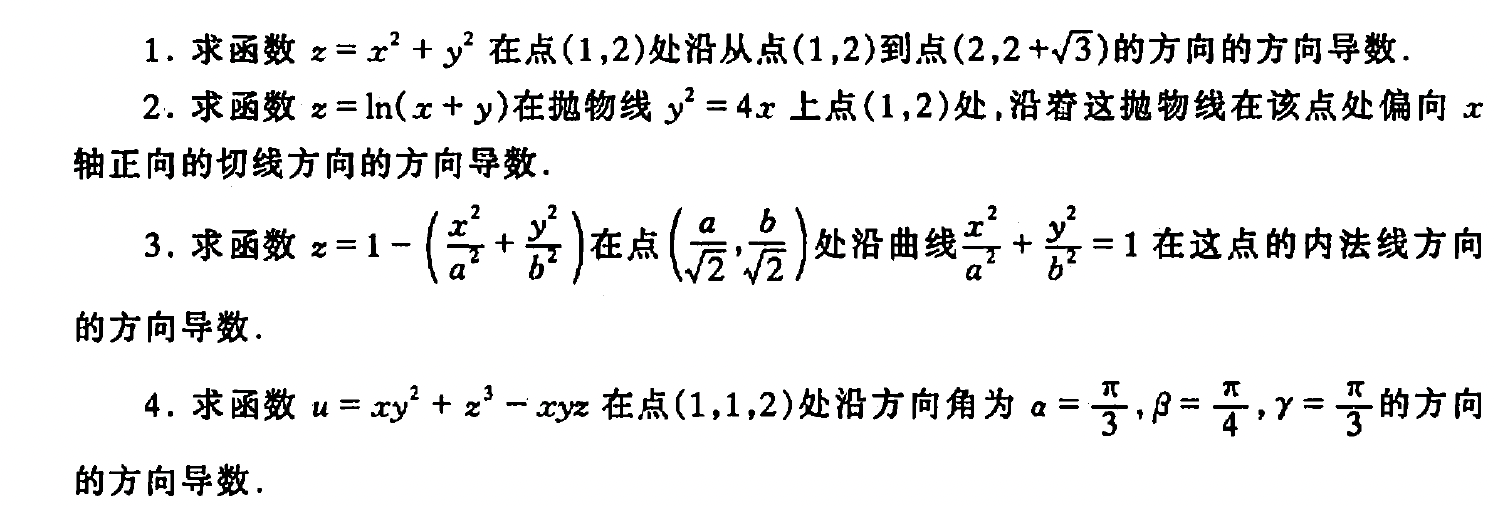 1. 求函数 z = x² + y² 在点(1,2)处沿从点(1,2)到点(2,2+√3)的方向的方向导数.
2. 求函数 z = ln(x + y)在抛物线 y² = 4x 上点(1,2)处,沿着这抛物线在该点处偏向 x
轴正向的切线方向的方向导数.
3. 求函数 z = 1 - (x²/a² + y²/b²)在点(a/√2, b/√2)处沿曲线 x²/a² + y²/b² = 1 在这点的内法线方向
的方向导数.
4. 求函数 u = xy² + z³ - xyz 在点(1,1,2)处沿方向角为 α = π/3, β = π/4, γ = π/3 的方向
的方向导数.